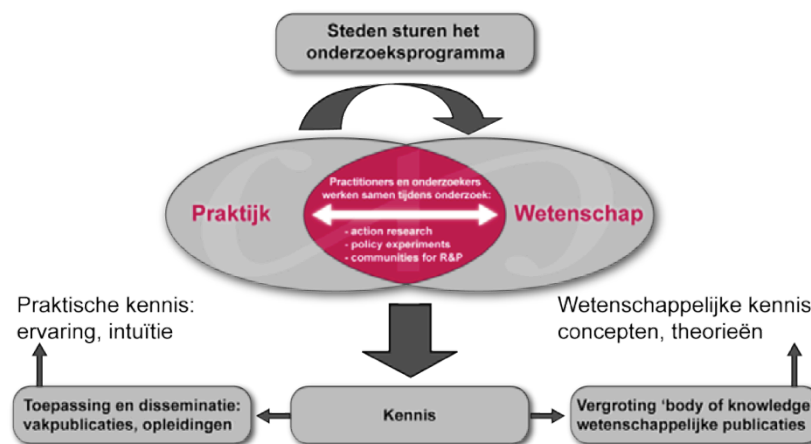 Steden sturen het
onderzoeksprogramma
Practitioners en onderzoekers
werken samen tijdens onderzoek:
Praktijk
Wetenschap
- action research
- policy experiments
- communities for R&P
Praktische kennis:
ervaring, intuïtie
Wetenschappelijke kennis
concepten, theorieën
Toepassing en disseminatie:
vakpublicaties, opleidingen
Kennis
Vergroting ‘body of knowledge
wetenschappelijke publicaties